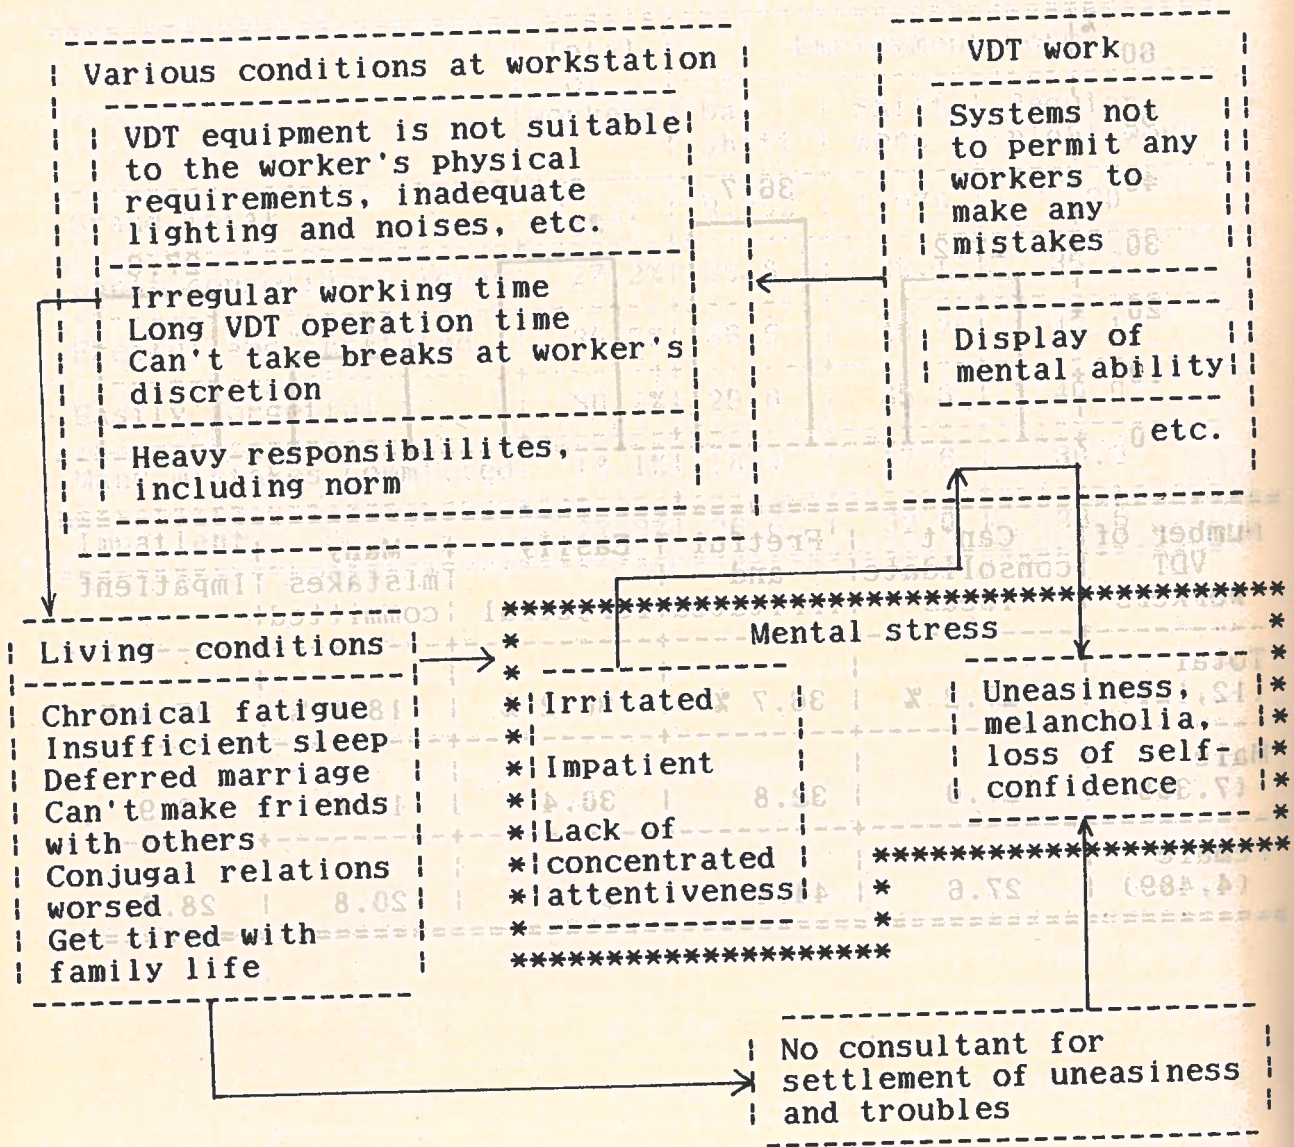 Various conditions at workstation
VDT equipment is not suitable
to the worker's physical
requirements, inadequate
lighting and noises, etc.
Irregular working time
Long VDT operation time
Can't take breaks at worker's
discretion
Heavy responsiblilites,
including norm
VDT work
Systems not
to permit any
workers to
make any
mistakes
Display of
mental ability
etc.
Living conditions
Chronical fatigue
Insufficient sleep
Deferred marriage
Can't make friends
with others
Conjugal relations
worsed
Get tired with
family life
Mental stress
Irritated
Impatient
Lack of
concentrated
attentiveness
Uneasiness,
melancholia,
loss of self-
confidence
No consultant for
settlement of uneasiness
and troubles